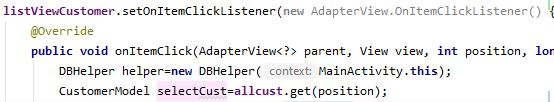 listViewCustomer.setOnItemClickListener(new AdapterView.OnItemClickListener() {
@Override
public void onItemClick(AdapterView<?> parent, View view, int position, lon
DBHelper helper=new DBHelper( context: MainActivity.this);
CustomerModel selectCust=allcust.get(position);